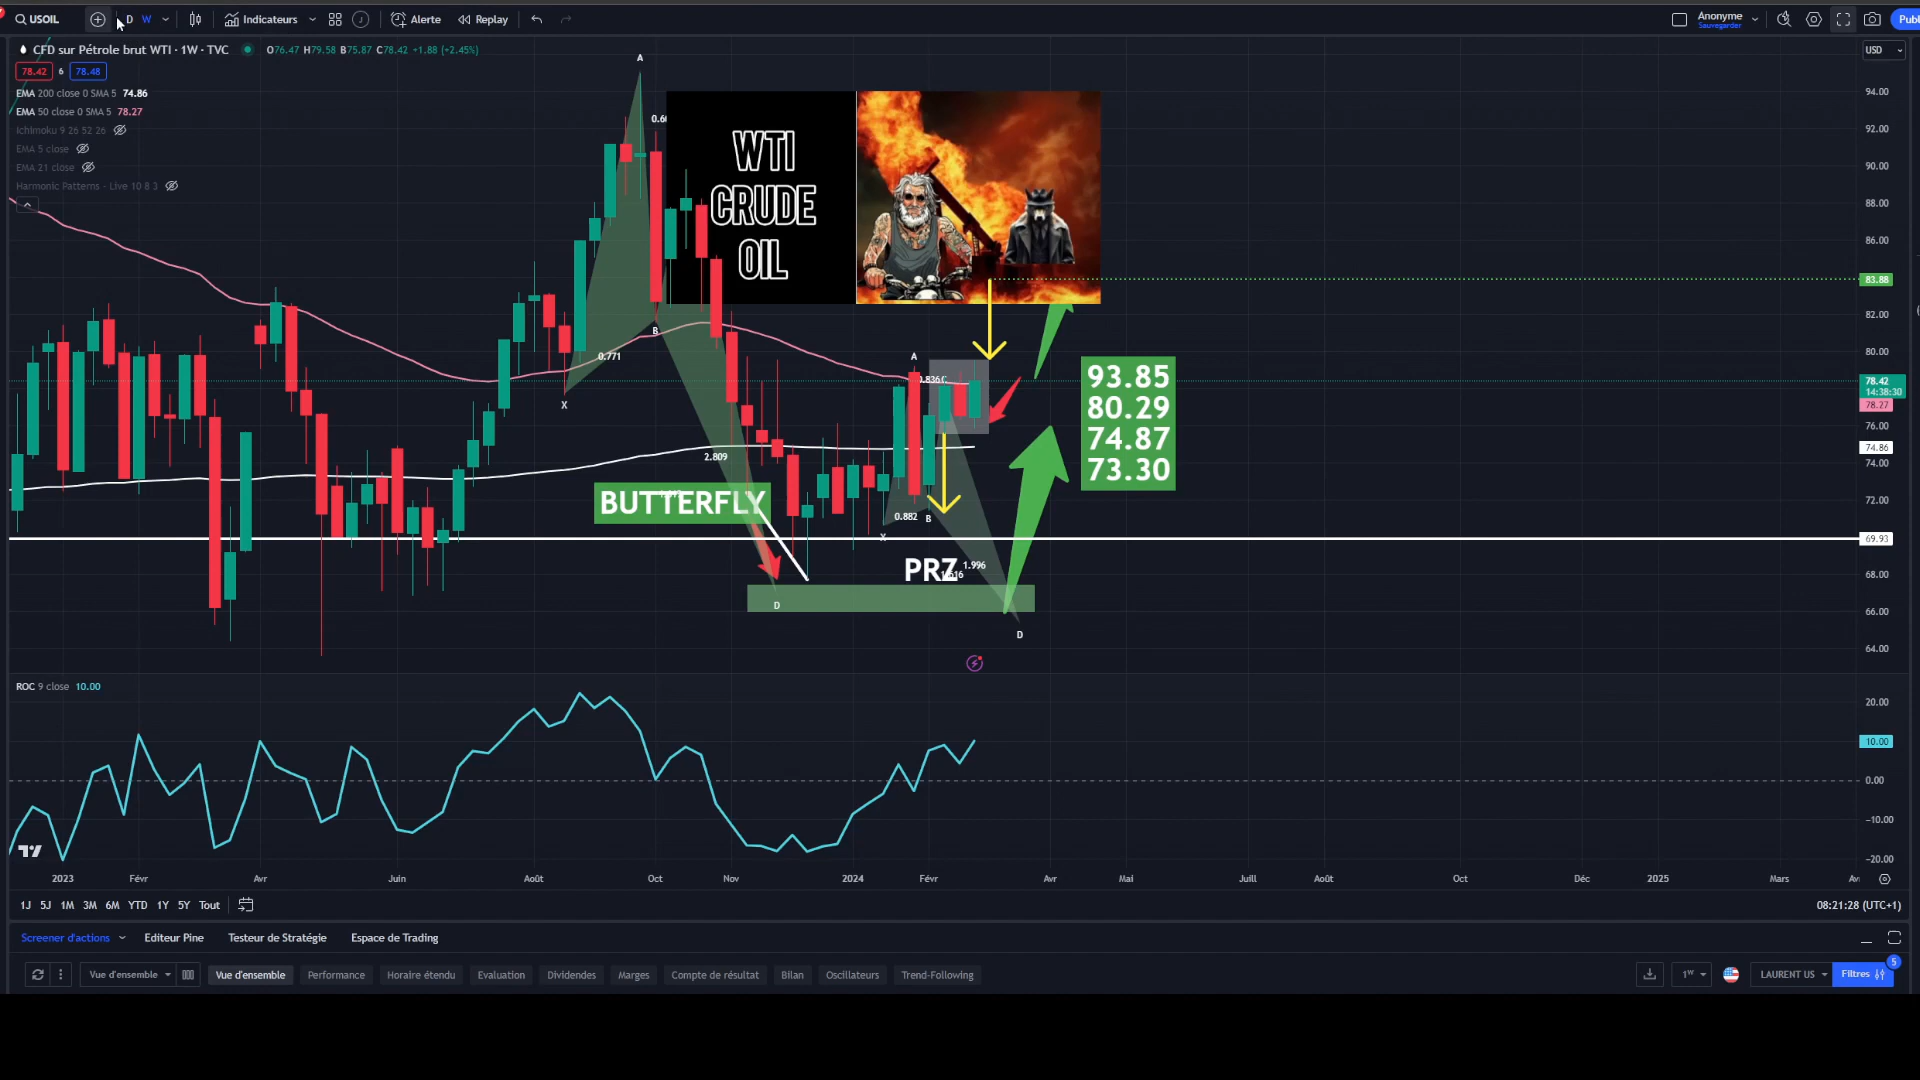 USOIL D W Indicateurs Alerte Replay Anonyme Sauvegarder Publ
CFD sur Pétrole brut WTI · 1W · TVC O76.47 H79.58 B75.87 C78.42 +1.88 (+2.45%) USD
78.42 6 78.48
EMA 200 close 0 SMA 5 74.86
EMA 50 close 0 SMA 5 78.27
Ichimoku 9 26 52 26
EMA 5 close
EMA 21 close
Harmonic Patterns - Live 10 8 3
A
WTI
CRUDE
OIL
B
0.771
X
2.809
BUTTERFLY
D
A
0.882
B
X
PRZ
1.996
D
93.85
80.29
74.87
73.30
94.00
92.00
90.00
88.00
86.00
83.88
82.00
80.00
78.42
14:38:30
78.27
76.00
74.86
74.00
72.00
69.93
68.00
66.00
64.00
ROC 9 close 10.00
20.00
10.00
0.00
-10.00
-20.00
2023 Févr Avr Juin Août Oct Nov 2024 Févr Avr Mai Juill Août Oct Déc 2025 Mars
1J 5J 1M 3M 6M YTD 1Y 5Y Tout 08:21:28 (UTC+1)
Screener d'actions Editeur Pine Testeur de Stratégie Espace de Trading
Vue d'ensemble Vue d'ensemble Performance Horaire étendu Evaluation Dividendes Marges Compte de résultat Bilan Oscillateurs Trend-Following 1W LAURENT US Filtres 5